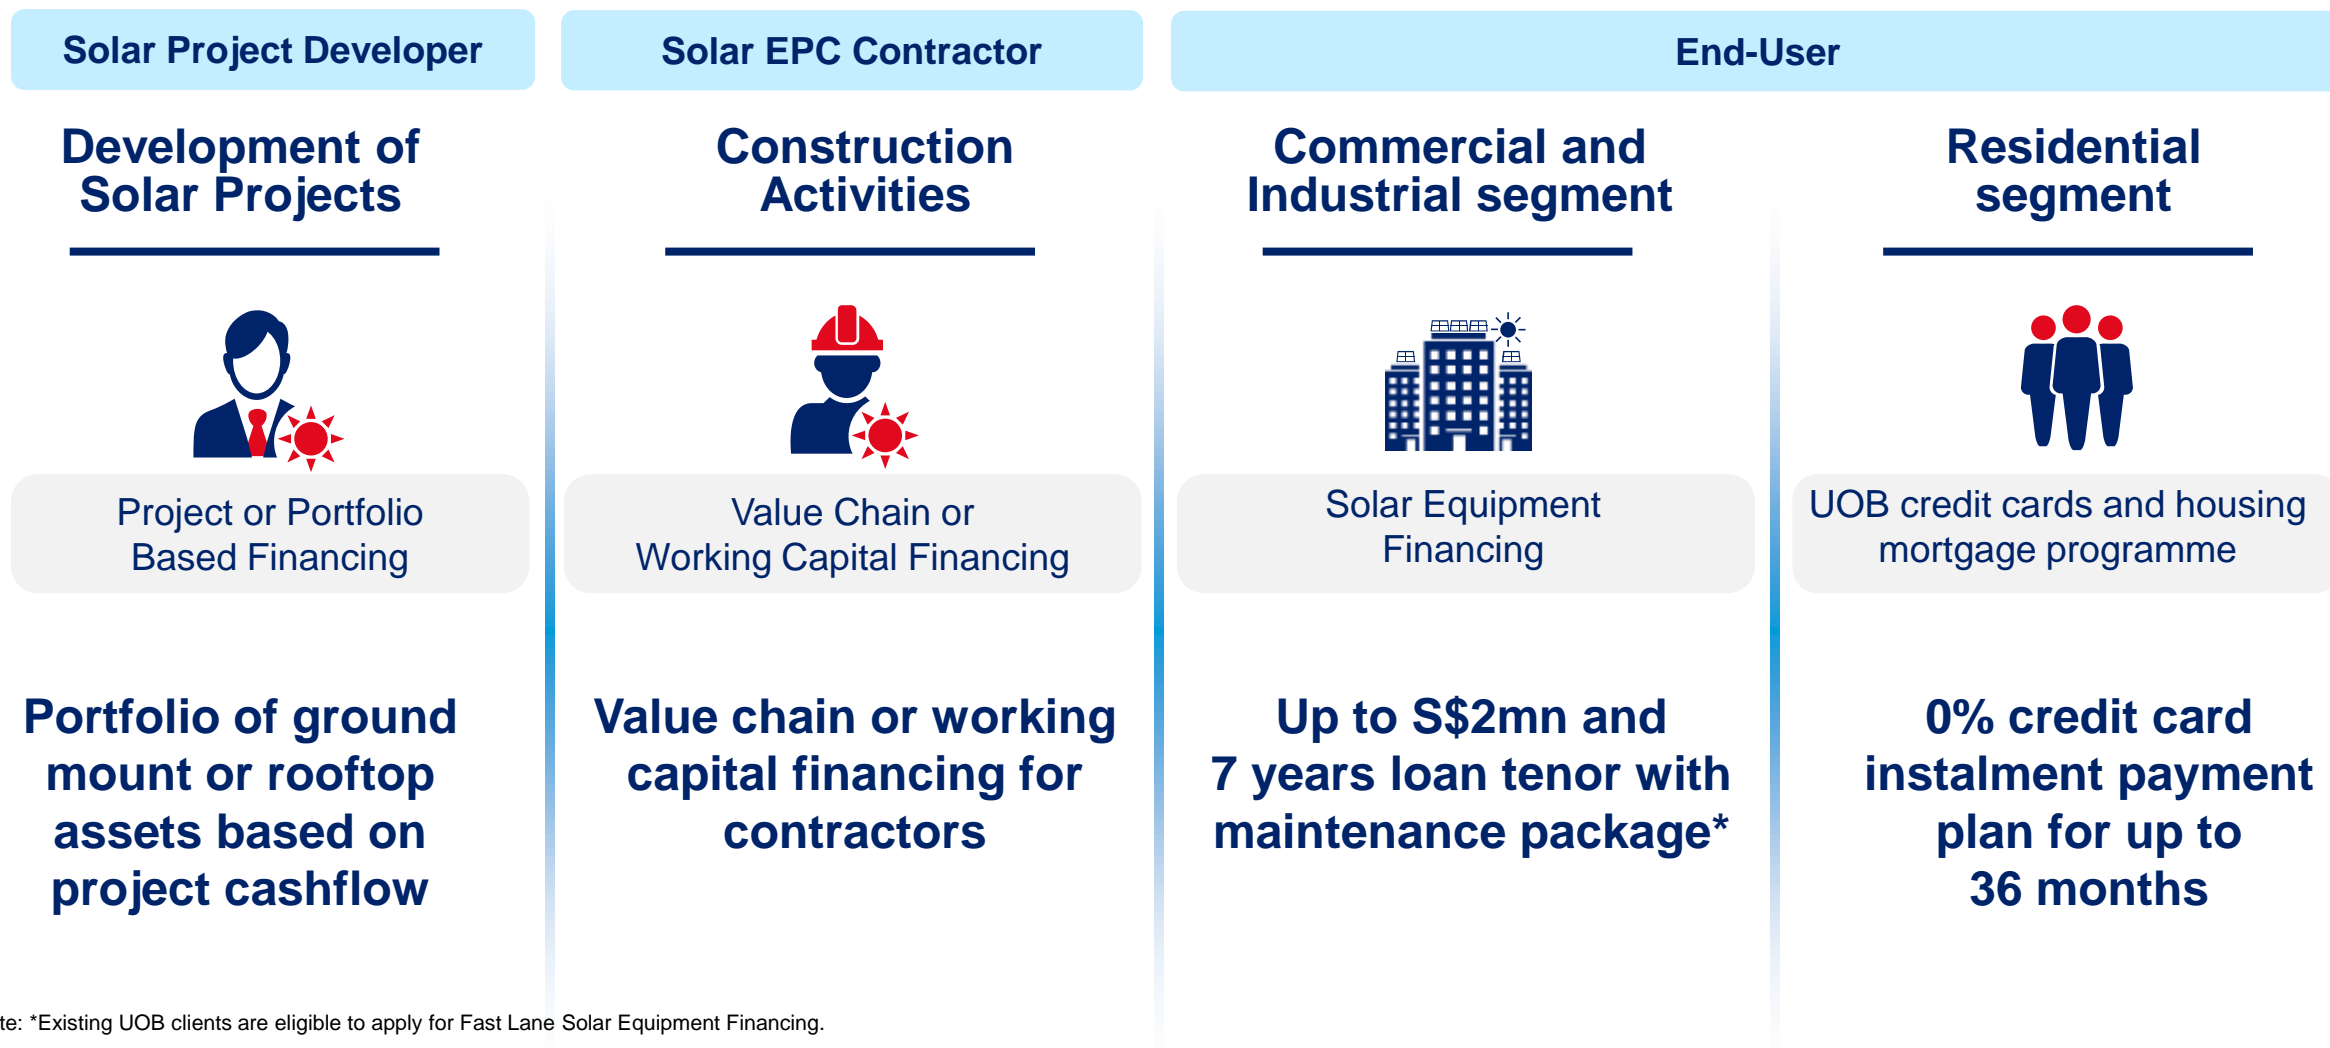 Solar Project Developer
Solar EPC Contractor
End-User
Development of
Solar Projects
Construction
Activities
Commercial and
Industrial segment
Residential
segment
Project or Portfolio
Based Financing
Value Chain or
Working Capital Financing
Solar Equipment
Financing
UOB credit cards and housing
mortgage programme
Portfolio of ground
mount or rooftop
assets based on
project cashflow
Value chain or working
capital financing for
contractors
Up to S$2mn and
7 years loan tenor with
maintenance package*
0% credit card
instalment payment
plan for up to
36 months
te: *Existing UOB clients are eligible to apply for Fast Lane Solar Equipment Financing.